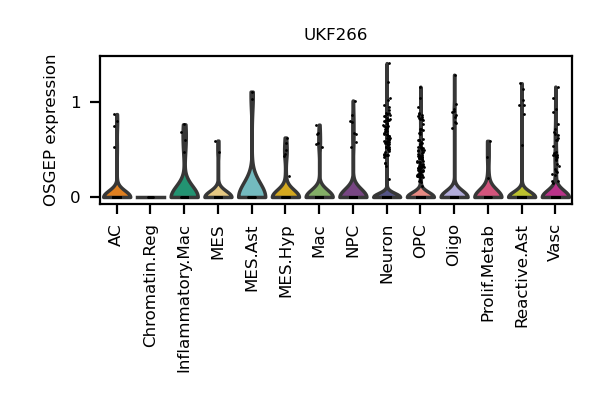 UKF266
OSGEP expression
1
0
AC
Chromatin.Reg
Inflammatory.Mac
MES
MES.Ast
MES.Hyp
Mac
NPC
Neuron
OPC
Oligo
Prolif.Metab
Reactive.Ast
Vasc